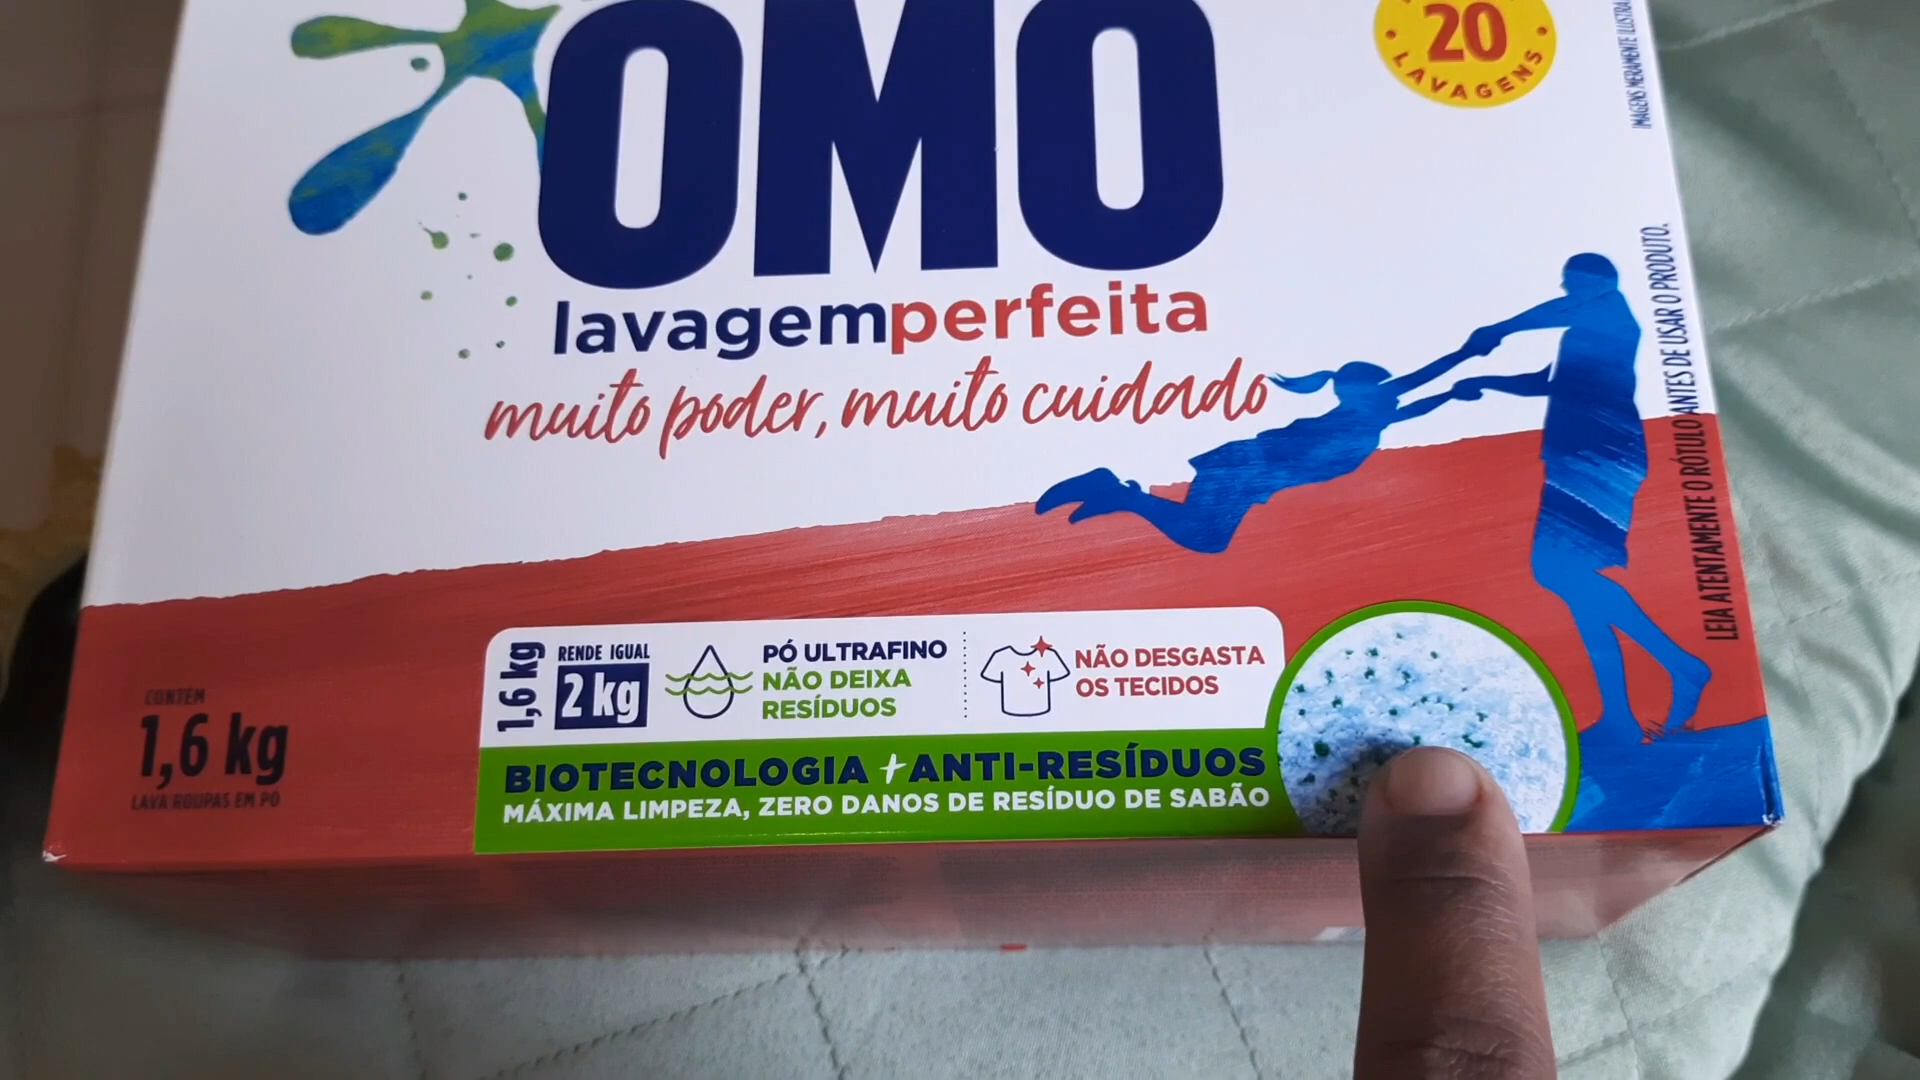 OMO
20
LAVAGENS
lavagemperfeita
muito poder, muito cuidado
IMAGENS MERAMENTE
LEIA ATENTAMENTE O RÓTULO ANTES DE USAR O PRODUTO.
CONTÉM
1,6 kg
LAVA ROUPAS EM PÓ
1,6 kg
RENDE IGUAL
2 kg
PÓ ULTRAFINO
NÃO DEIXA
RESÍDUOS
NÃO DESGASTA
OS TECIDOS
BIOTECNOLOGIA + ANTI-RESÍDUOS
MÁXIMA LIMPEZA, ZERO DANOS DE RESÍDUO DE SABÃO